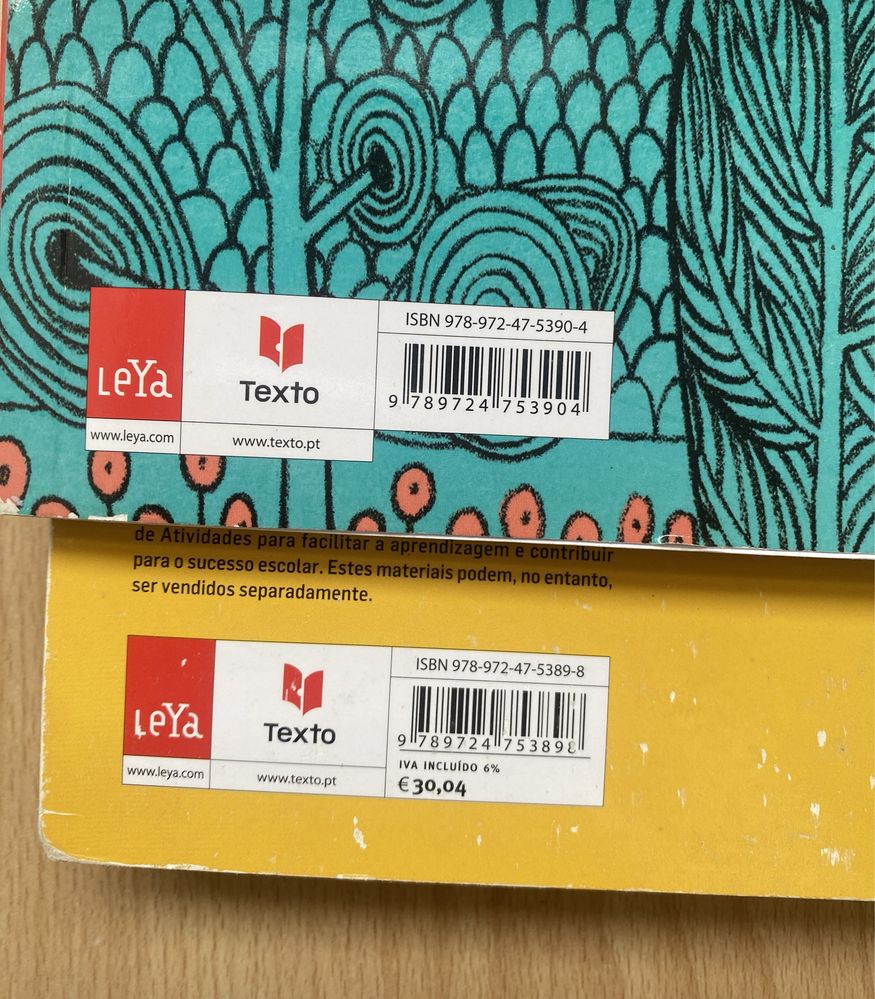 ISBN 978-972-47-5390-4
LeYa
Texto
9 789724 753904
www.leya.com
www.texto.pt
de Atividades para facilitar a aprendizagem e contribuir
para o sucesso escolar. Estes materiais podem, no entanto,
ser vendidos separadamente.
ISBN 978-972-47-5389-8
LeYa
Texto
9 789724 753898
IVA INCLUÍDO 6%
€30,04
www.leya.com
www.texto.pt